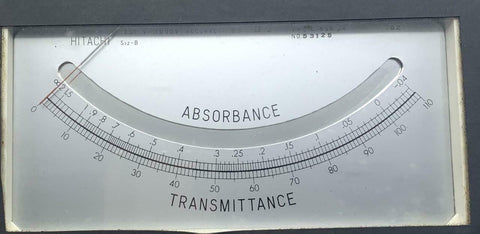 HITACHI S12-B
NO.53125
ABSORBANCE
∞ 2 1.5 1 .9 .8 .7 .6 .5 .4 .3 .25 .2 .15 .1 .05 0 -.04
0 10 20 30 40 50 60 70 80 90 100 110
TRANSMITTANCE